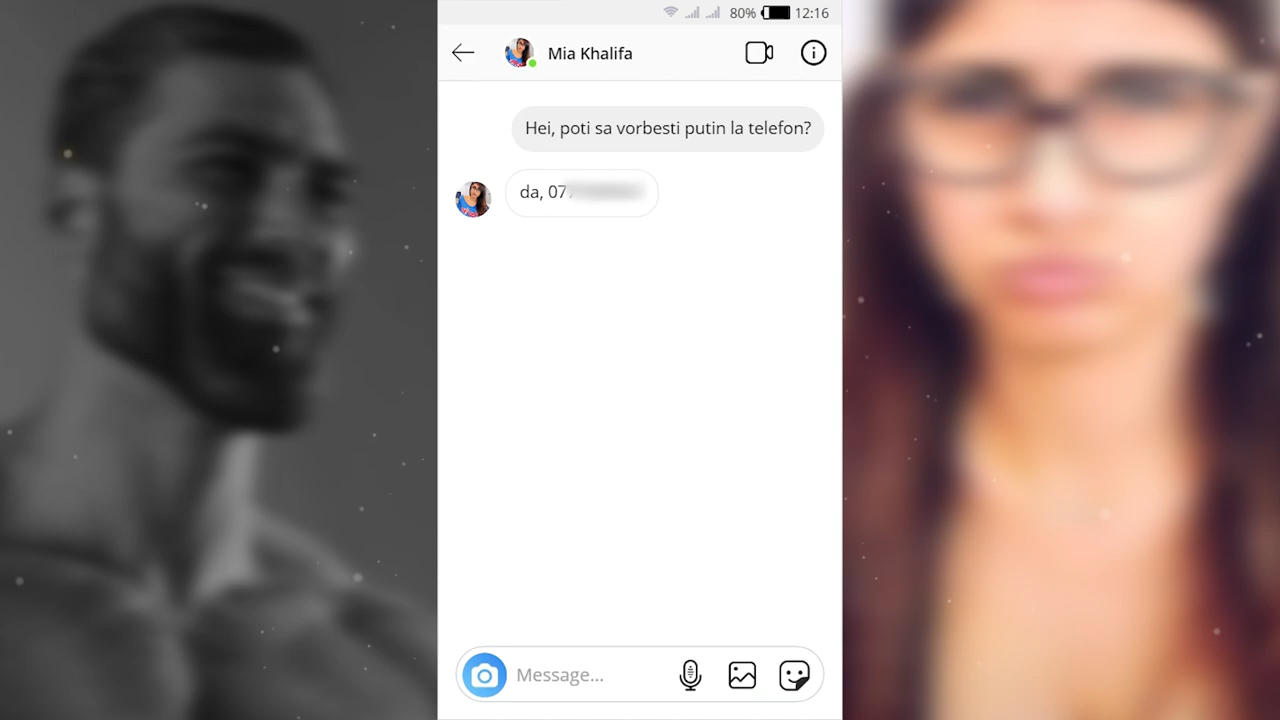 80% 12:16
Mia Khalifa
Hei, poti sa vorbesti putin la telefon?
da, 07
Message...